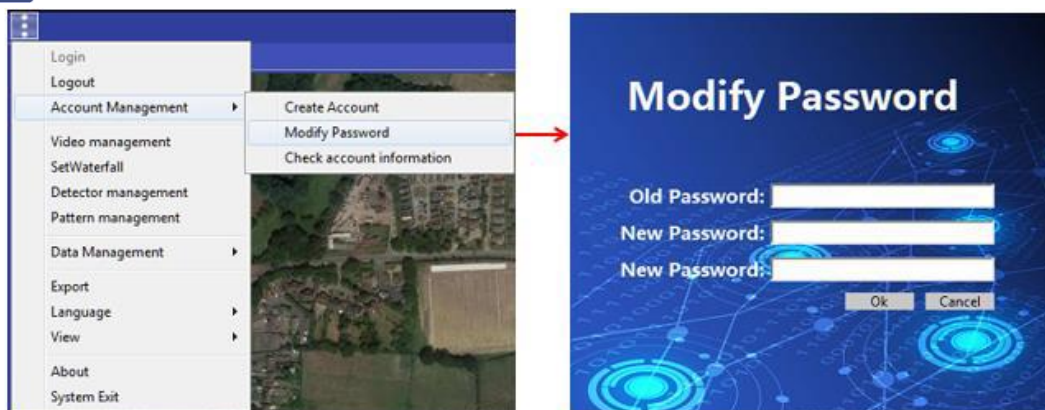 Login
Logout
Account Management
Video management
SetWaterfall
Detector management
Pattern management
Data Management
Export
Language
View
About
System Exit
Create Account
Modify Password
Check account information
Modify Password
Old Password:
New Password:
New Password:
Ok Cancel